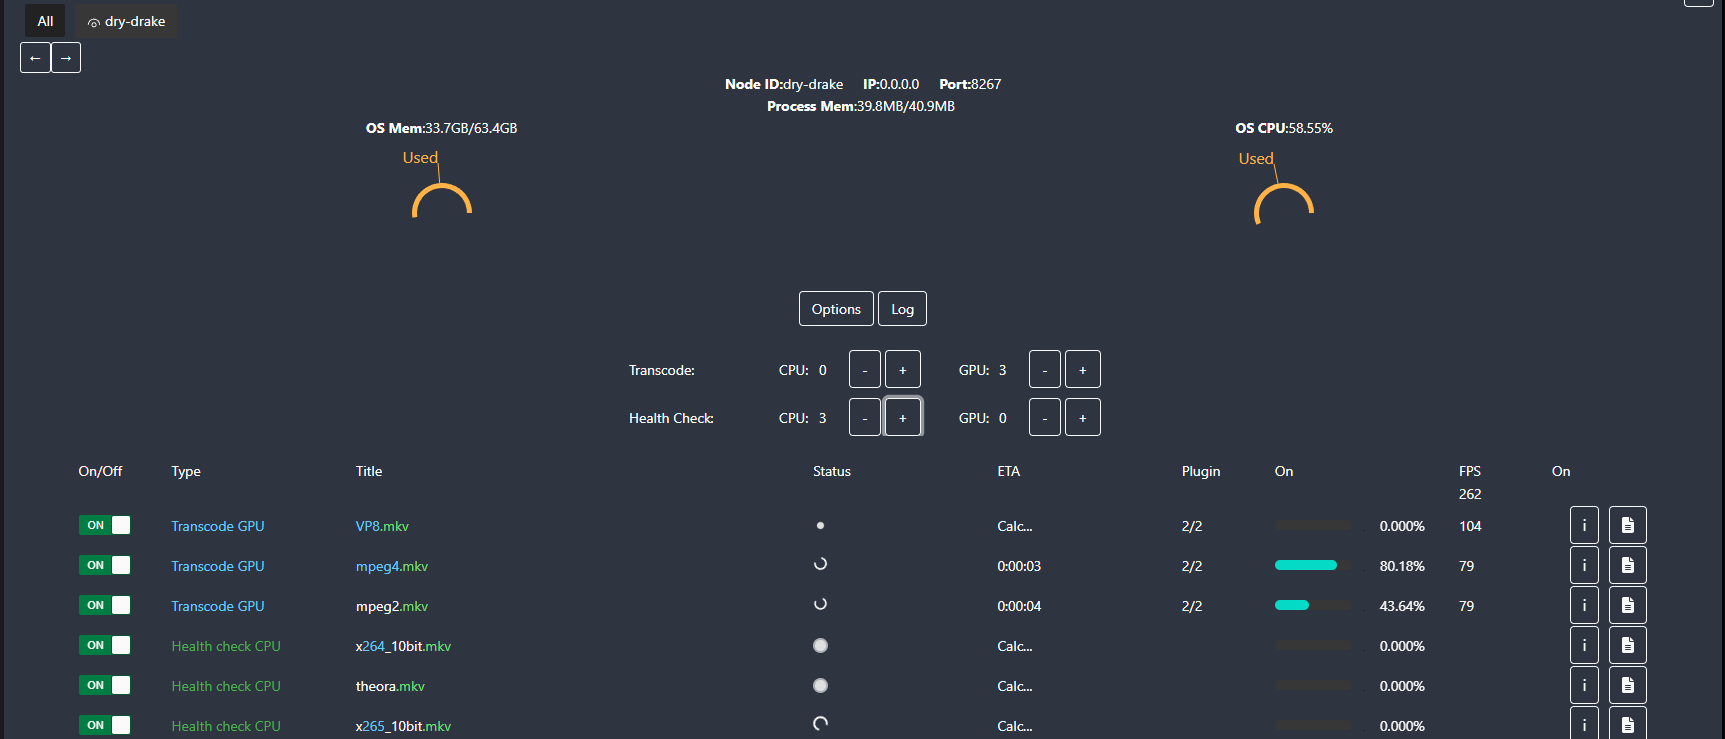 All dry-drake
← →
Node ID:dry-drake IP:0.0.0.0 Port:8267
Process Mem:39.8MB/40.9MB
OS Mem:33.7GB/63.4GB OS CPU:58.55%
Used Used
Options Log
Transcode: CPU: 0 - + GPU: 3 - +
Health Check: CPU: 3 - + GPU: 0 - +
On/Off Type Title Status ETA Plugin On FPS On
262
ON Transcode GPU VP8.mkv Calc... 2/2 0.000% 104 i
ON Transcode GPU mpeg4.mkv 0:00:03 2/2 80.18% 79 i
ON Transcode GPU mpeg2.mkv 0:00:04 2/2 43.64% 79 i
ON Health check CPU x264_10bit.mkv Calc... 0.000% i
ON Health check CPU theora.mkv Calc... 0.000% i
ON Health check CPU x265_10bit.mkv Calc... 0.000% i